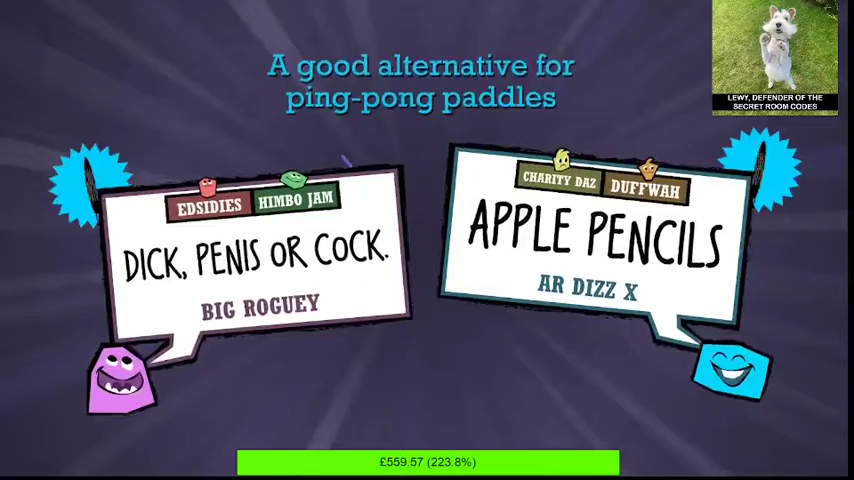 A good alternative for
ping-pong paddles
LEWY, DEFENDER OF THE
SECRET ROOM CODES
EDSIDIES
HIMBO JAM
DICK, PENIS OR COCK.
BIG ROGUEY
CHARITY DAZ
DUFFWAH
APPLE PENCILS
AR DIZZ X
£559.57 (223.8%)